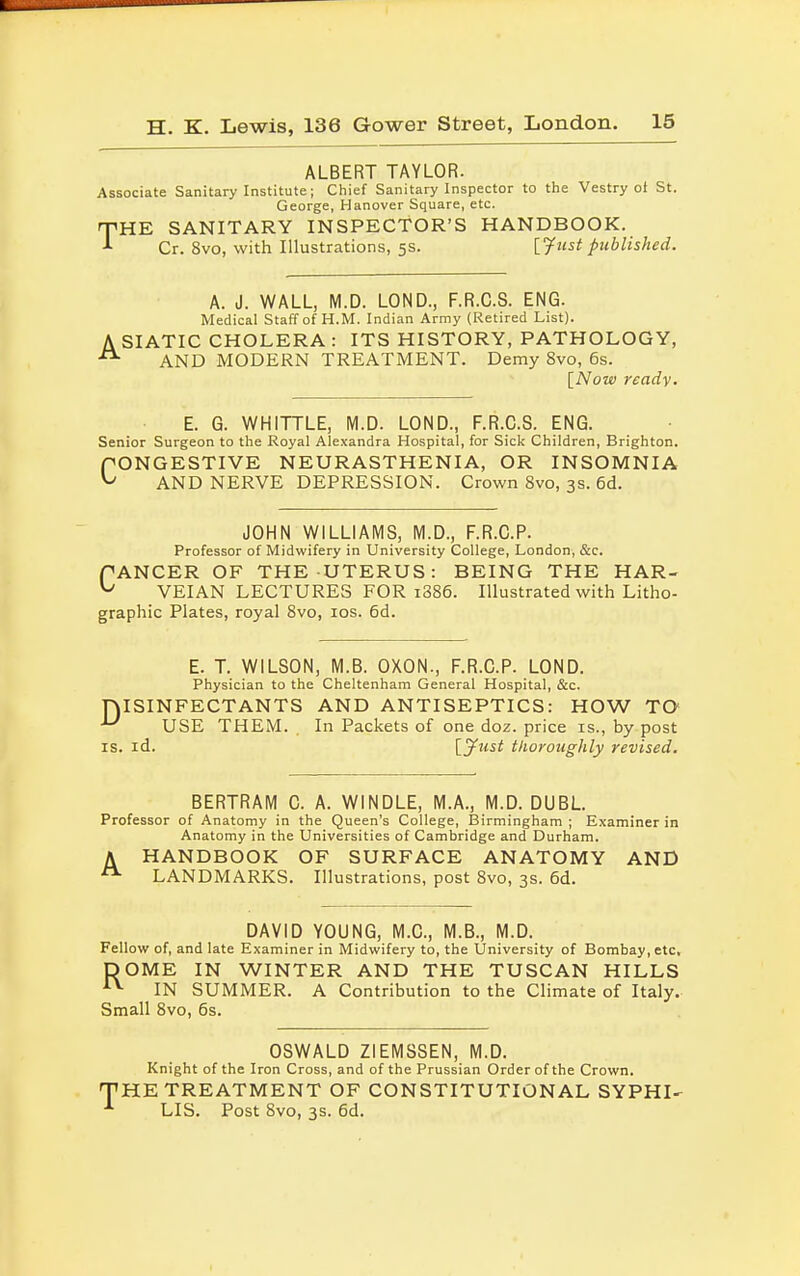 H. K. Lewis, 136 Gower Street, London. 15
ALBERT TAYLOR.
Associate Sanitary Institute; Chief Sanitary Inspector to the Vestry of St.
George, Hanover Square, etc.
THE SANITARY INSPECTOR'S HANDBOOK.
Cr. 8vo, with Illustrations, 5s. [Just published.
A. J. WALL, M.D. LOND., F.R.C.S. ENG.
Medical Staff of H.M. Indian Army (Retired List).
ASIATIC CHOLERA: ITS HISTORY, PATHOLOGY,
AND MODERN TREATMENT. Demy 8vo, 6s.
[Now ready.
E. G. WHITTLE, M.D. LOND., F.R.C.S. ENG.
Senior Surgeon to the Royal Alexandra Hospital, for Sick Children, Brighton.
CONGESTIVE NEURASTHENIA, OR INSOMNIA
AND NERVE DEPRESSION. Crown 8vo, 3s. 6d.
JOHN WILLIAMS, M.D., F.R.C.P.
Professor of Midwifery in University College, London, &c.
CANCER OF THE UTERUS: BEING THE HAR-
VEIAN LECTURES FOR 1886. Illustrated with Litho-
graphic Plates, royal 8vo, 10s. 6d.
E. T. WILSON, M.B. OXON., F.R.C.P. LOND.
Physician to the Cheltenham General Hospital, &c.
DISINFECTANTS AND ANTISEPTICS: HOW TO
USE THEM. In Packets of one doz. price 1s., by post
1s. 1d. [Just thoroughly revised.
BERTRAM C. A. WINDLE, M.A., M.D. DUBL.
Professor of Anatomy in the Queen's College, Birmingham; Examiner in
Anatomy in the Universities of Cambridge and Durham.
A HANDBOOK OF SURFACE ANATOMY AND
LANDMARKS. Illustrations, post 8vo, 3s. 6d.
DAVID YOUNG, M.C., M.B., M.D.
Fellow of, and late Examiner in Midwifery to, the University of Bombay, etc,
ROME IN WINTER AND THE TUSCAN HILLS
IN SUMMER. A Contribution to the Climate of Italy.
Small 8vo, 6s.
OSWALD ZIEMSSEN, M.D.
Knight of the Iron Cross, and of the Prussian Order of the Crown.
THE TREATMENT OF CONSTITUTIONAL SYPHI-
LIS. Post 8vo, 3s. 6d.